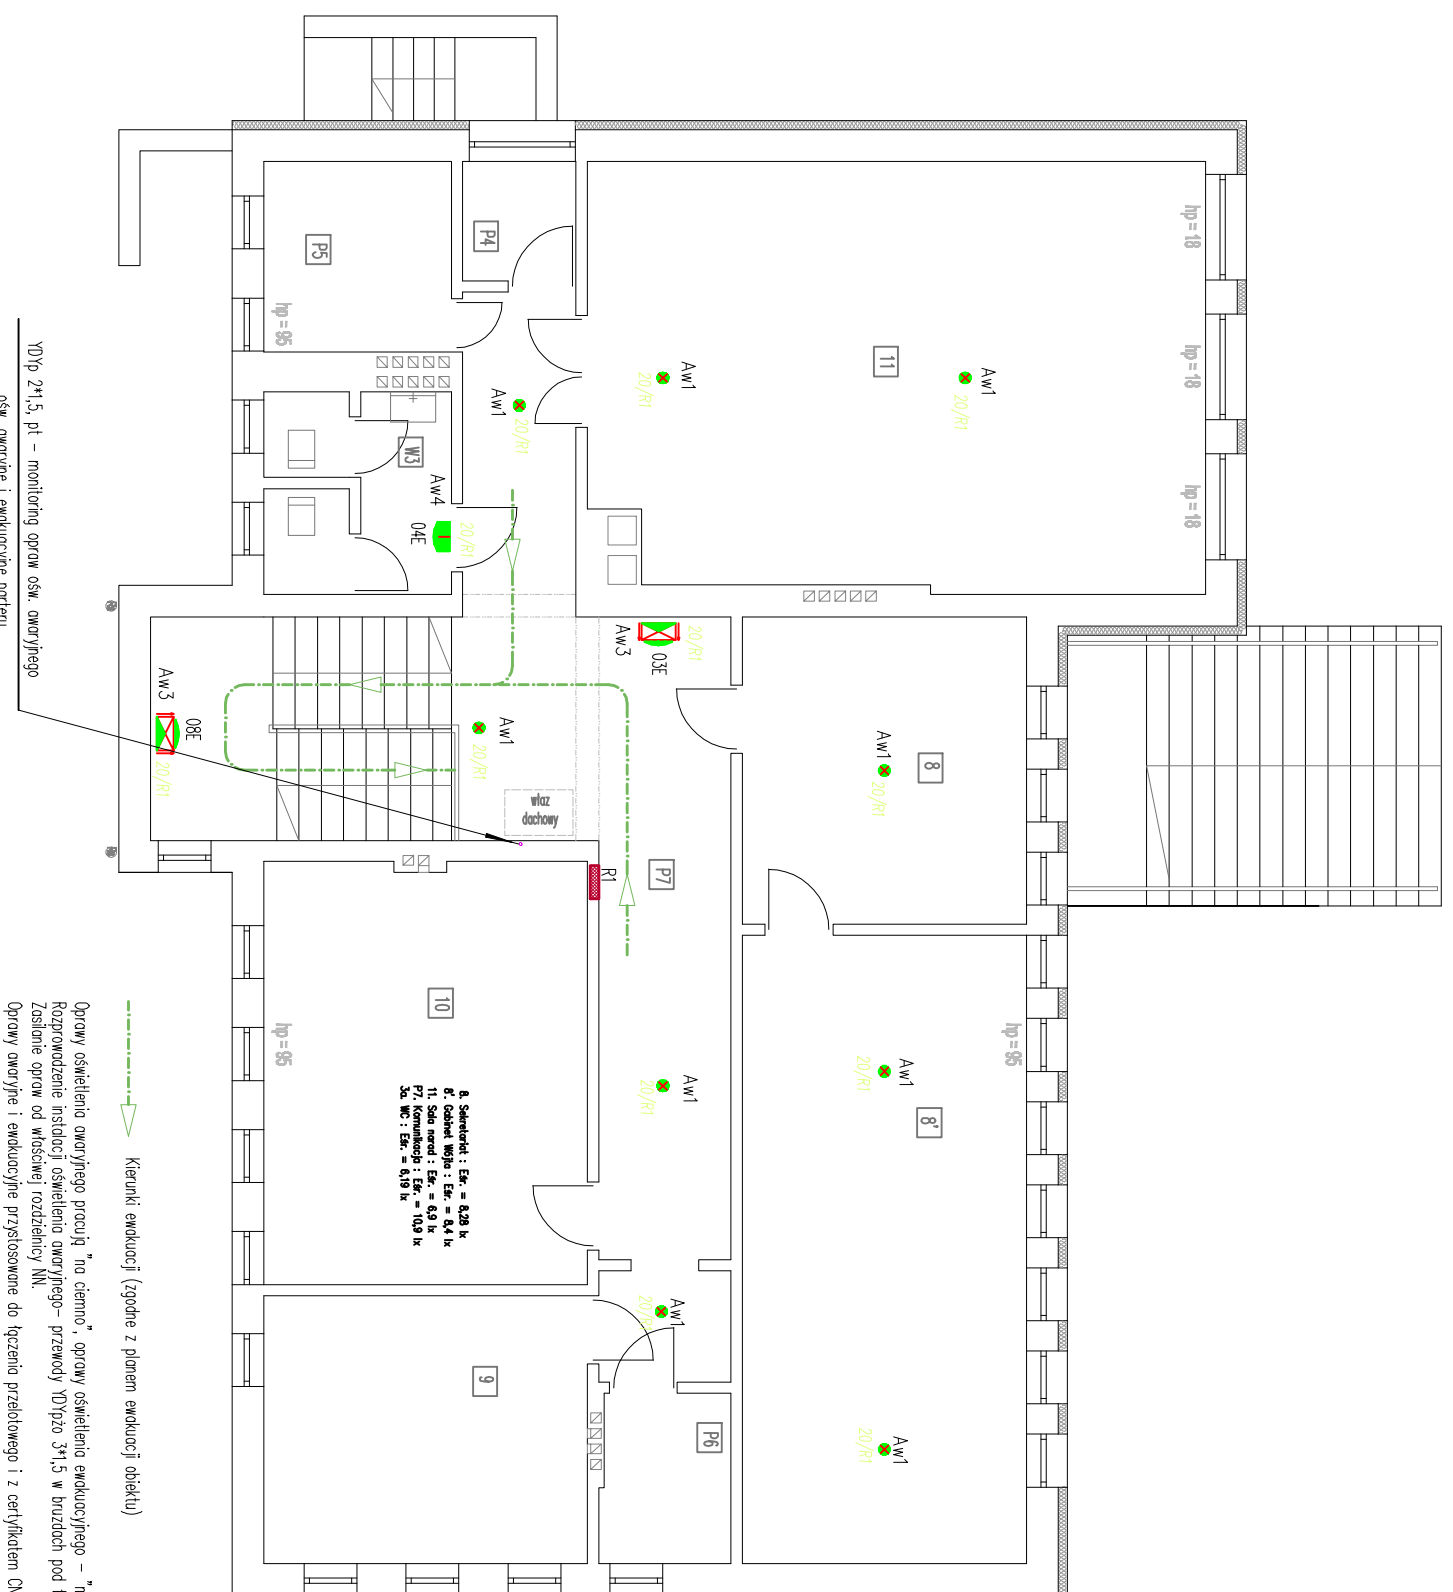 hp = 18
hp = 18
hp = 18
11
Aw1
20/R1
Aw1
20/R1
P4
P5
hp = 95
Aw1
20/R1
W3
Aw4
04E
20/R1
Aw3
03E
20/R1
Aw3
08E
20/R1
Aw1
20/R1
właz
dachowy
8
Aw1
20/R1
P7
R1
10
hp = 95
hp = 95
Aw1
20/R1
8'
Aw1
20/R1
Aw1
20/R1
Aw1
20/R1
9
P6
8. Sekretariat : Eśr. = 8,28 lx
8'. Gabinet Wójta : Eśr. = 8,4 lx
11. Sala narad : Eśr. = 6,9 lx
P7. Komunikacja : Eśr. = 10,9 lx
3a. WC : Eśr. = 6,19 lx
YDYp 2*1,5, pt - monitoring opraw ośw. awaryjnego
ośw. awaryjne i ewakuacyjne parteru
Kierunki ewakuacji (zgodne z planem ewakuacji obiektu)
Oprawy oświetlenia awaryjnego pracują "na ciemno", oprawy oświetlenia ewakuacyjnego -
Rozprowadzenie instalacji oświetlenia awaryjnego- przewody YDYpżo 3*1,5 w bruzdach pod
Zasilanie opraw od właściwej rozdzielnicy NN.
Oprawy awaryjne i ewakuacyjne przystosowane do łączenia przelotowego i z certyfikatem